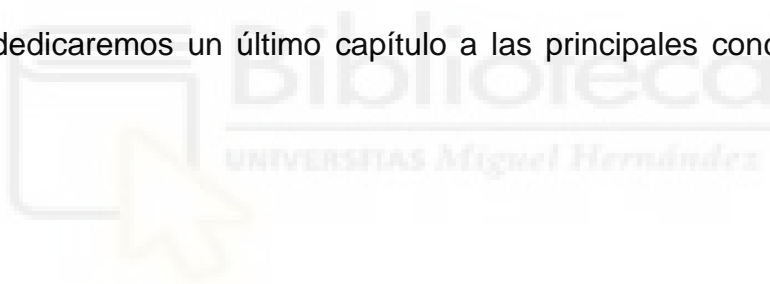 dedicaremos un último capítulo a las principales conc
Biblioteca
UNIVERSITAS Miguel Hernández